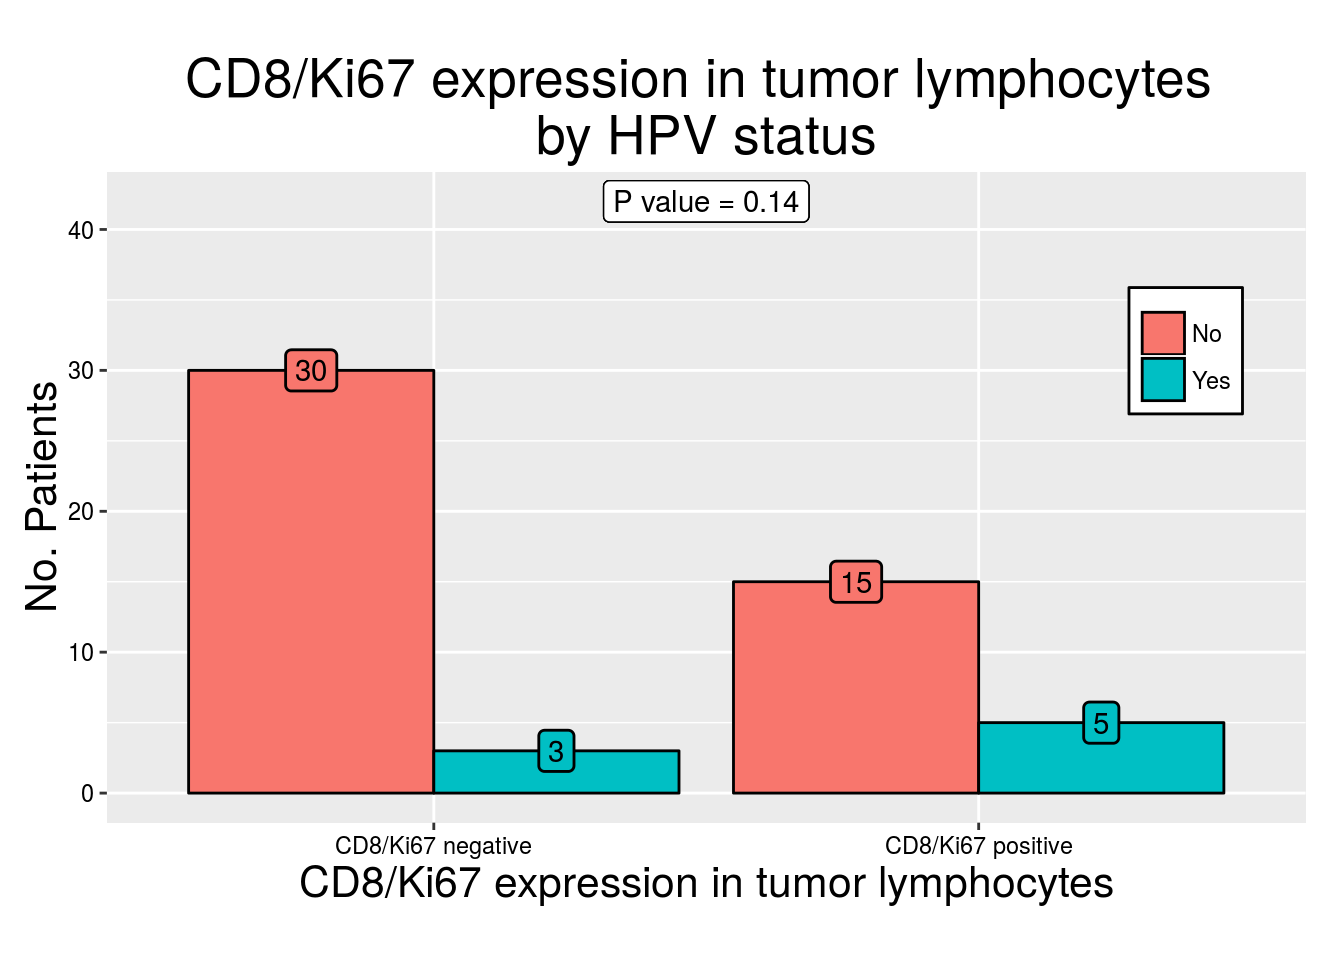 CD8/Ki67 expression in tumor lymphocytes
by HPV status
P value = 0.14
No. Patients
40
30
20
10
0
30
3
15
5
No
Yes
CD8/Ki67 negative
CD8/Ki67 positive
CD8/Ki67 expression in tumor lymphocytes